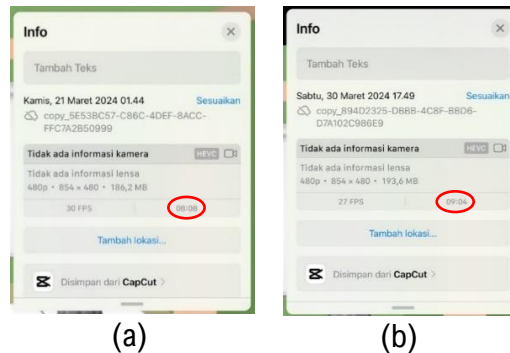 Info
Tambah Teks
Kamis, 21 Maret 2024 01.44 Sesuaikan
copy_5E53BC57-C86C-4DEF-8ACC-
FFC7A2B50999
Tidak ada informasi kamera HEVC
Tidak ada informasi lensa
480p • 854 × 480 • 186,2 MB
30 FPS 08:08
Tambah lokasi...
Disimpan dari CapCut >
(a)
Info
Tambah Teks
Sabtu, 30 Maret 2024 17.49 Sesuaikan
copy_894D2325-DBBB-4C8F-BBD6-
D7A102C986E9
Tidak ada informasi kamera HEVC
Tidak ada informasi lensa
480p • 854 × 480 • 193,6 MB
27 FPS 09:04
Tambah lokasi...
Disimpan dari CapCut >
(b)